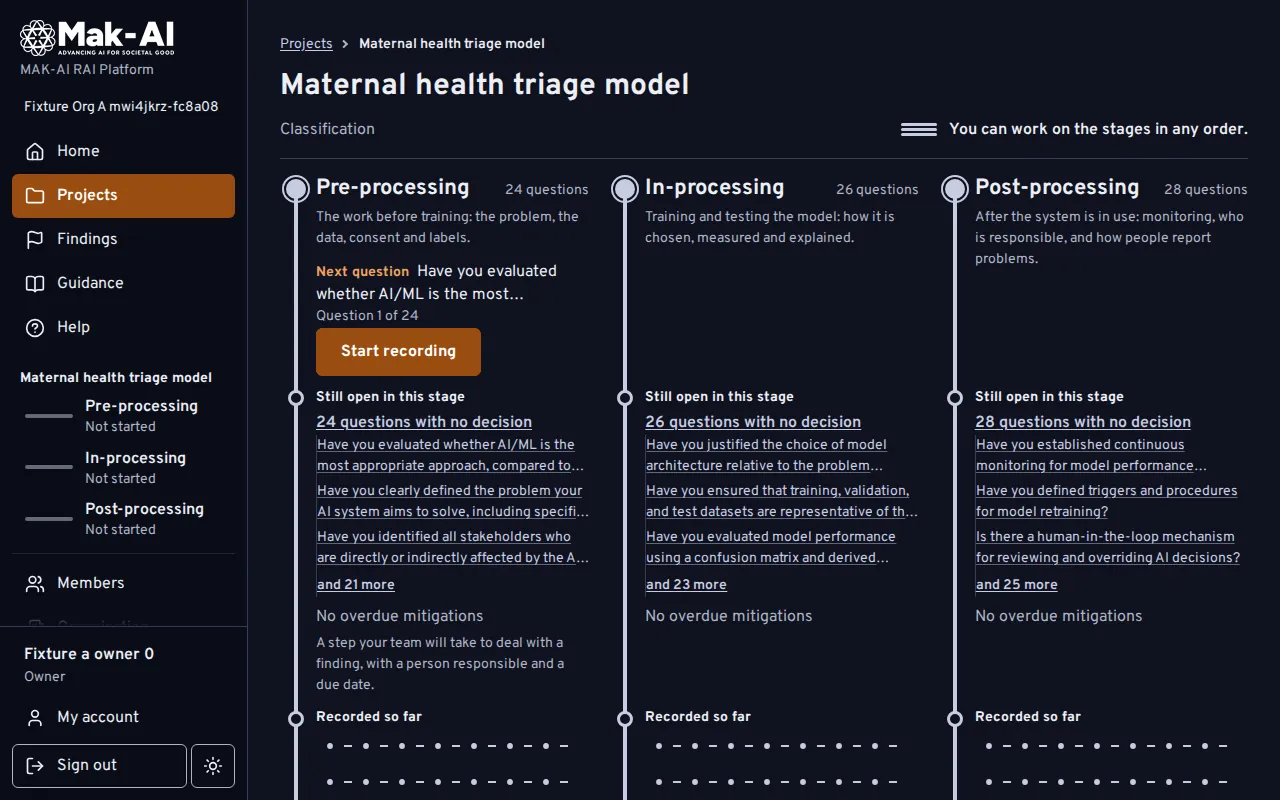 Mak-AI
ADVANCING AI FOR SOCIETAL GOOD
MAK-AI RAI Platform
Fixture Org A mwi4jkrz-fc8a08
Home
Projects
Findings
Guidance
Help
Maternal health triage model
Pre-processing
Not started
In-processing
Not started
Post-processing
Not started
Members
Fixture a owner 0
Owner
My account
Sign out
Projects > Maternal health triage model
Maternal health triage model
Classification
You can work on the stages in any order.
Pre-processing 24 questions
The work before training: the problem, the
data, consent and labels.
Next question Have you evaluated
whether AI/ML is the most...
Question 1 of 24
Start recording
Still open in this stage
24 questions with no decision
Have you evaluated whether AI/ML is the
most appropriate approach, compared to...
Have you clearly defined the problem your
AI system aims to solve, including specifi...
Have you identified all stakeholders who
are directly or indirectly affected by the A...
and 21 more
No overdue mitigations
A step your team will take to deal with a
finding, with a person responsible and a
due date.
Recorded so far
In-processing 26 questions
Training and testing the model: how it is
chosen, measured and explained.
Still open in this stage
26 questions with no decision
Have you justified the choice of model
architecture relative to the problem...
Have you ensured that training, validation,
and test datasets are representative of th...
Have you evaluated model performance
using a confusion matrix and derived...
and 23 more
No overdue mitigations
Recorded so far
Post-processing 28 questions
After the system is in use: monitoring, who
is responsible, and how people report
problems.
Still open in this stage
28 questions with no decision
Have you established continuous
monitoring for model performance...
Have you defined triggers and procedures
for model retraining?
Is there a human-in-the-loop mechanism
for reviewing and overriding AI decisions?
and 25 more
No overdue mitigations
Recorded so far